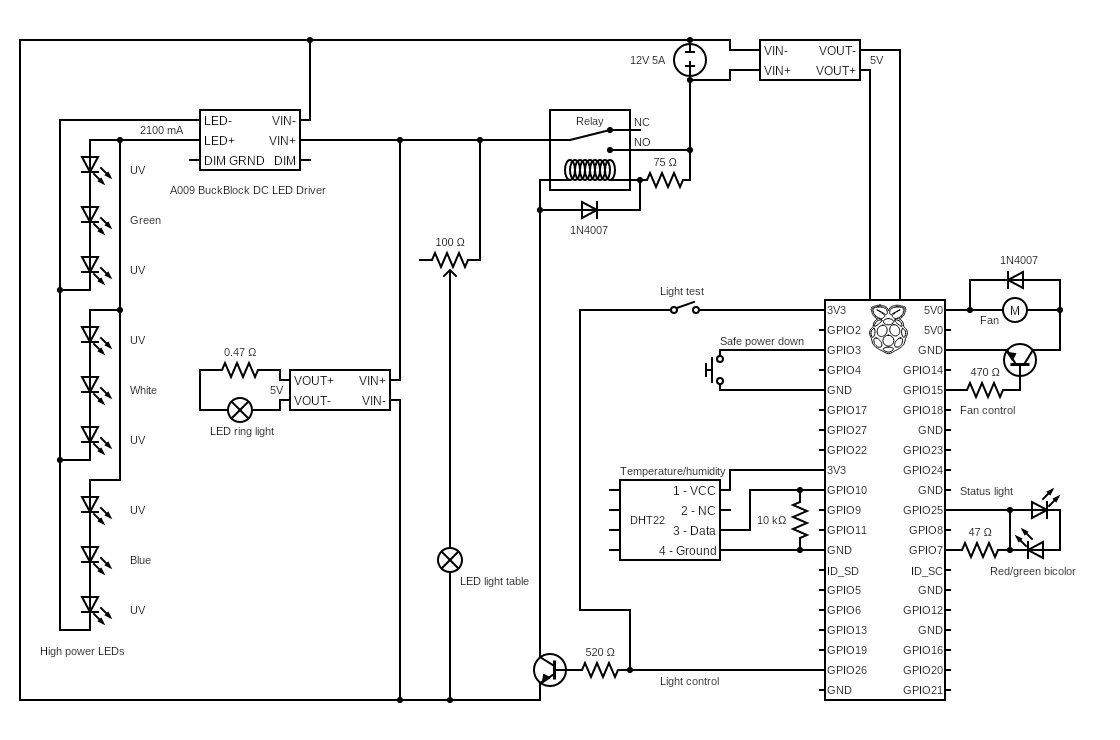 12V 5A
VIN- VOUT-
VIN+ VOUT+
5V
2100 mA
LED- VIN-
LED+ VIN+
DIM GRND DIM
A009 BuckBlock DC LED Driver
UV
Green
UV
UV
White
UV
UV
Blue
UV
High power LEDs
Relay
NC
NO
75 Ω
1N4007
100 Ω
0.47 Ω
5V
VOUT+ VIN+
VOUT- VIN-
LED ring light
LED light table
520 Ω
Light control
Light test
Safe power down
Temperature/humidity
DHT22
1 - VCC
2 - NC
3 - Data
4 - Ground
10 kΩ
3V3 5V0
GPIO2 5V0
GPIO3 GND
GPIO4 GPIO14
GND GPIO15
GPIO17 GPIO18
GPIO27 GND
GPIO22 GPIO23
3V3 GPIO24
GPIO10 GND
GPIO9 GPIO25
GPIO11 GPIO8
GND GPIO7
ID_SD ID_SC
GPIO5 GND
GPIO6 GPIO12
GPIO13 GND
GPIO19 GPIO16
GPIO26 GPIO20
GND GPIO21
1N4007
M
Fan
470 Ω
Fan control
Status light
47 Ω
Red/green bicolor